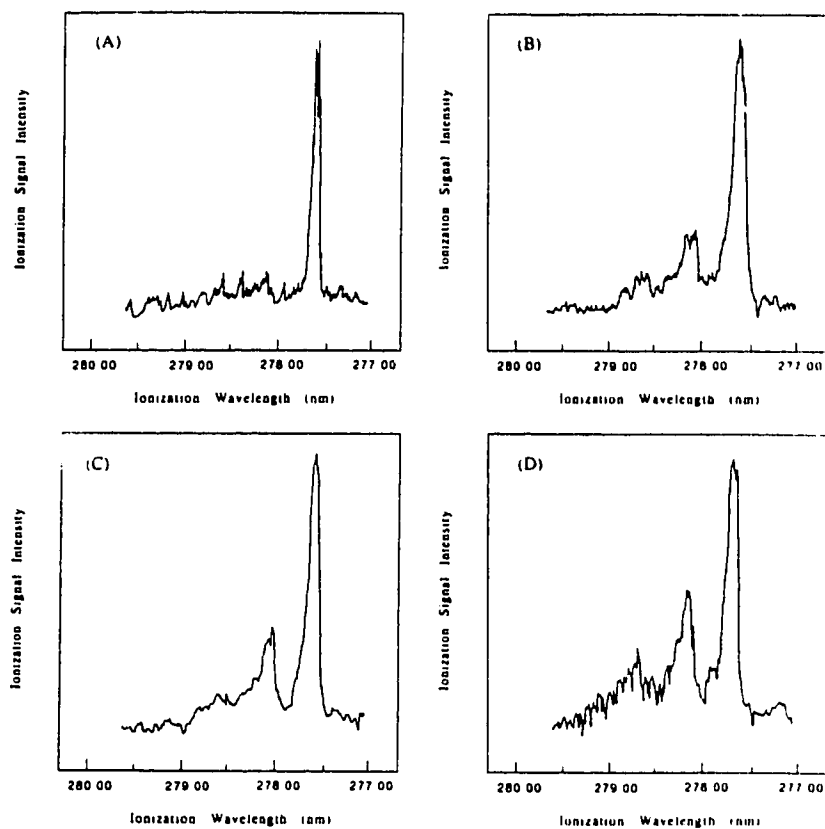 (A)
Ionization Signal Intensity
280 00 279 00 278 00 277 00
Ionization Wavelength (nm)
(B)
Ionization Signal Intensity
280 00 279 00 278 00 277 00
Ionization Wavelength (nm)
(C)
Ionization Signal Intensity
280 00 279 00 278 00 277 00
Ionization Wavelength (nm)
(D)
Ionization Signal Intensity
280 00 279 00 278 00 277 00
Ionization Wavelength (nm)